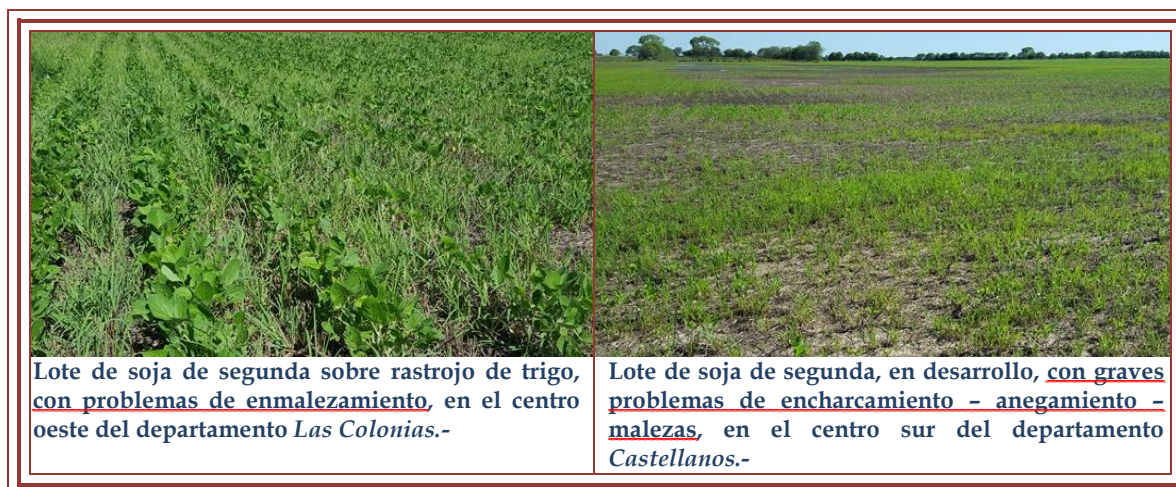 Lote de soja de segunda sobre rastrojo de trigo,
con problemas de enmalezamiento, en el centro
oeste del departamento Las Colonias.-
Lote de soja de segunda, en desarrollo, con graves
problemas de encharcamiento – anegamiento –
malezas, en el centro sur del departamento
Castellanos.-